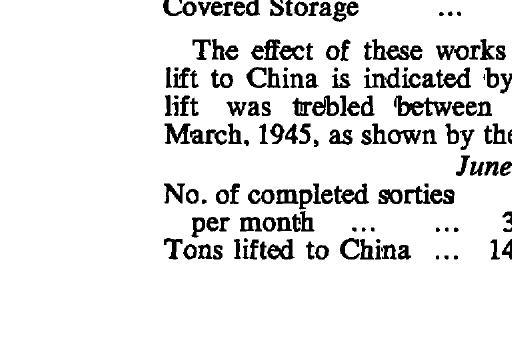 Covered Storage ...
The effect of these works
lift to China is indicated by
lift was trebled between
March, 1945, as shown by the
June
No. of completed sorties
per month ... ... 3
Tons lifted to China ... 14